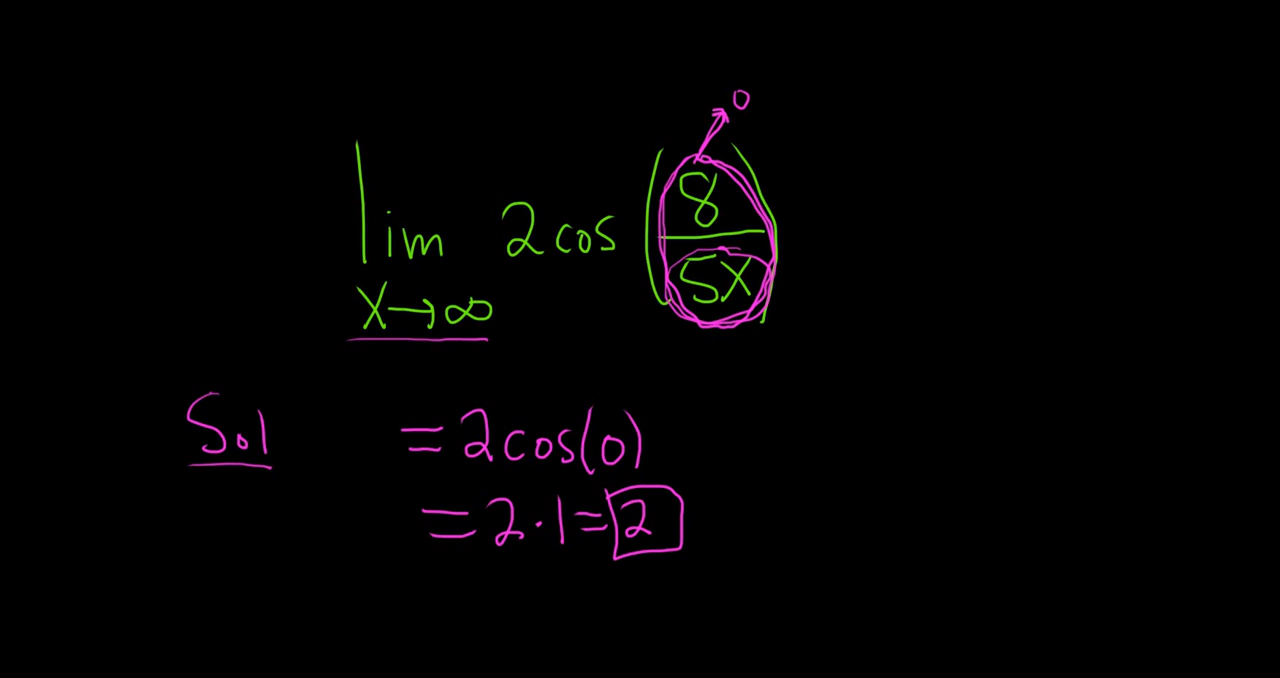 0
lim 2cos(8/5x)
x→∞
Sol = 2cos(0)
= 2·1 = 2